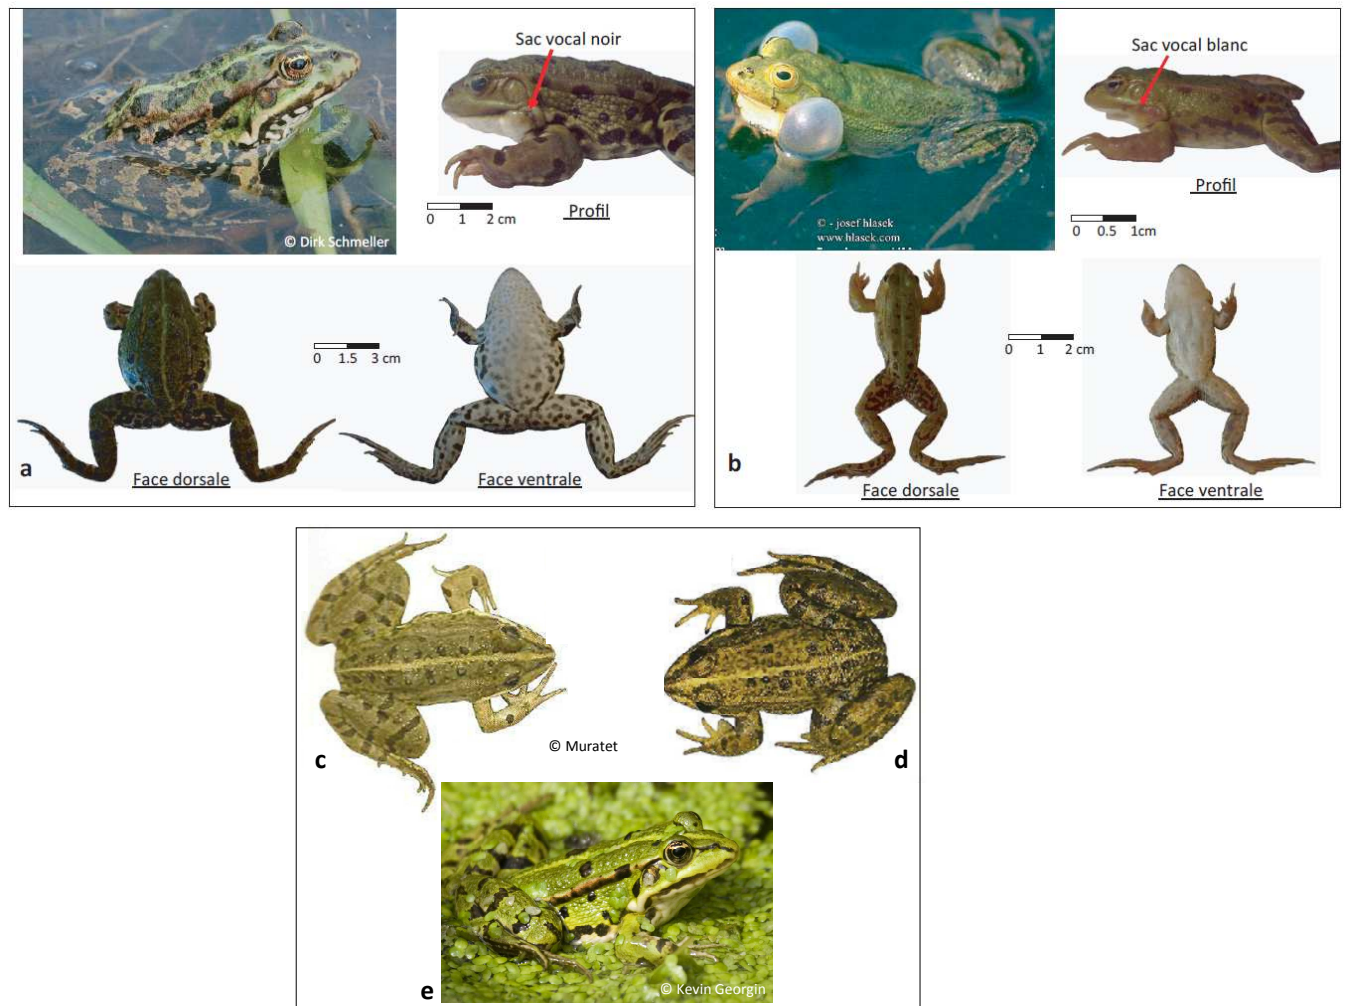 Sac vocal noir
0 1 2 cm
Profil
© Dirk Schmeller
0 1.5 3 cm
a
Face dorsale
Face ventrale
Sac vocal blanc
Profil
© - josef hlasek
www.hlasek.com
0 0.5 1cm
0 1 2 cm
b
Face dorsale
Face ventrale
© Muratet
c
d
e
© Kevin Georgin